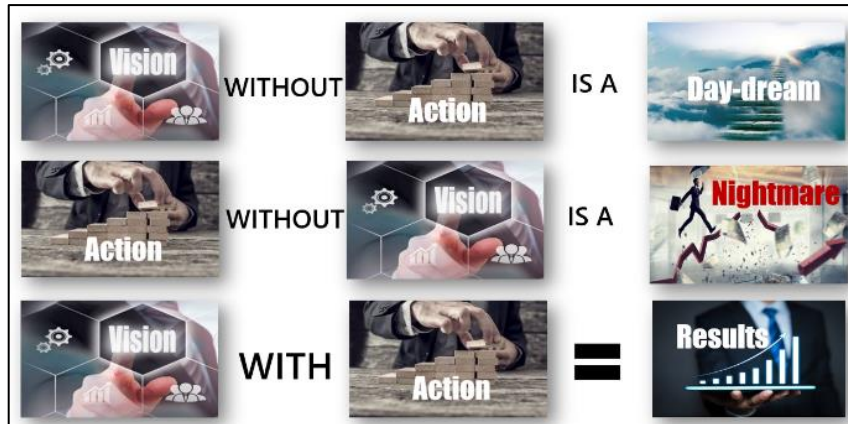 Vision WITHOUT Action IS A Day-dream
Action WITHOUT Vision IS A Nightmare
Vision WITH Action = Results